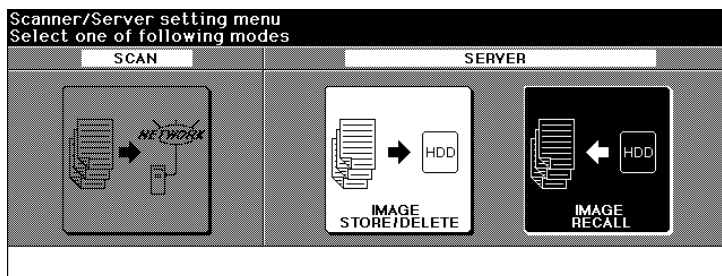 Scanner/Server setting menu
Select one of following modes
SCAN
SERVER
NETWORK
HDD
IMAGE
STORE/DELETE
HDD
IMAGE
RECALL